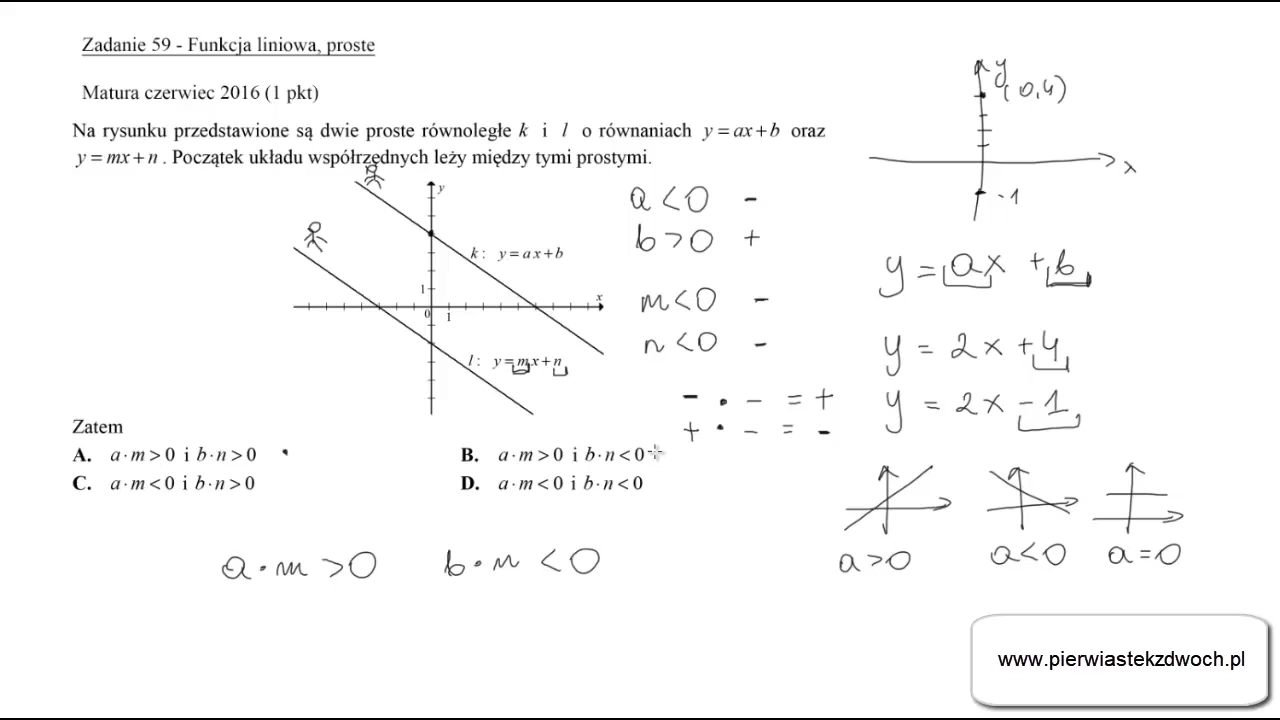 Zadanie 59 - Funkcja liniowa, proste
Matura czerwiec 2016 (1 pkt)
Na rysunku przedstawione są dwie proste równoległe k i l o równaniach y = ax + b oraz
y = mx + n . Początek układu współrzędnych leży między tymi prostymi.
y
k: y = ax + b
1
x
0
1
l: y = mx + n
Zatem
A. a·m > 0 i b·n > 0
B. a·m > 0 i b·n < 0
C. a·m < 0 i b·n > 0
D. a·m < 0 i b·n < 0
a < 0 -
b > 0 +
m < 0 -
n < 0 -
- · - = +
+ · - = -
a·m > 0
b·n < 0
y
(0,4)
x
-1
y = ax + b
y = 2x + 4
y = 2x - 1
a > 0
a < 0
a = 0
www.pierwiastekzdwoch.pl